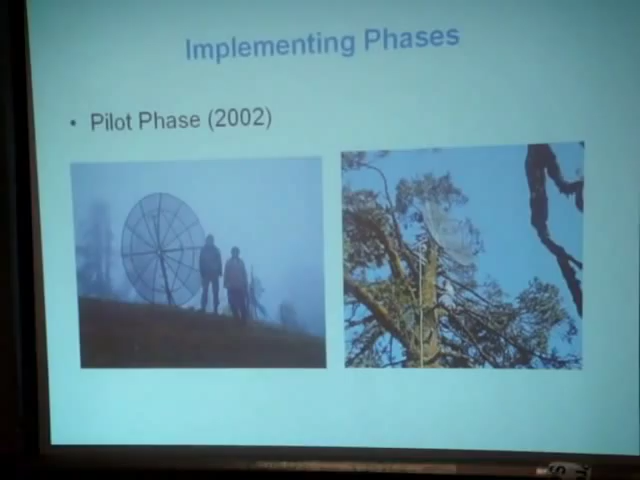 Implementing Phases
• Pilot Phase (2002)